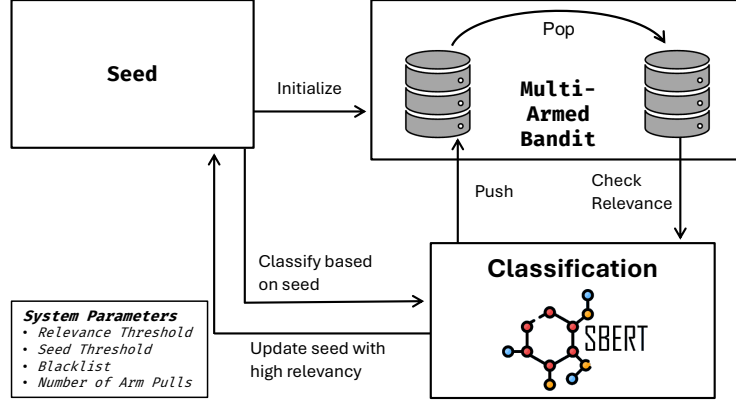 Seed
Initialize
Pop
Multi-
Armed
Bandit
Push
Check
Relevance
Classify based
on seed
Classification
SBERT
Update seed with
high relevancy
System Parameters
• Relevance Threshold
• Seed Threshold
• Blacklist
• Number of Arm Pulls